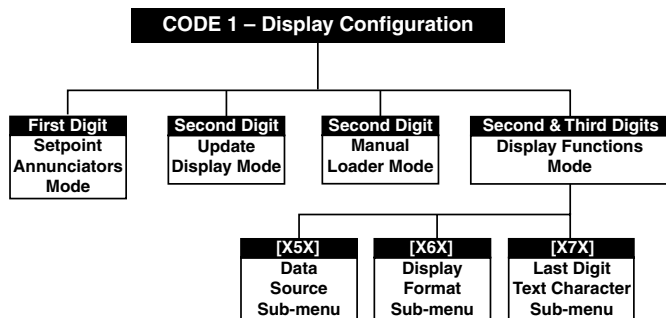 CODE 1 – Display Configuration
First Digit
Setpoint
Annunciators
Mode
Second Digit
Update
Display Mode
Second Digit
Manual
Loader Mode
Second & Third Digits
Display Functions
Mode
[X5X]
Data
Source
Sub-menu
[X6X]
Display
Format
Sub-menu
[X7X]
Last Digit
Text Character
Sub-menu